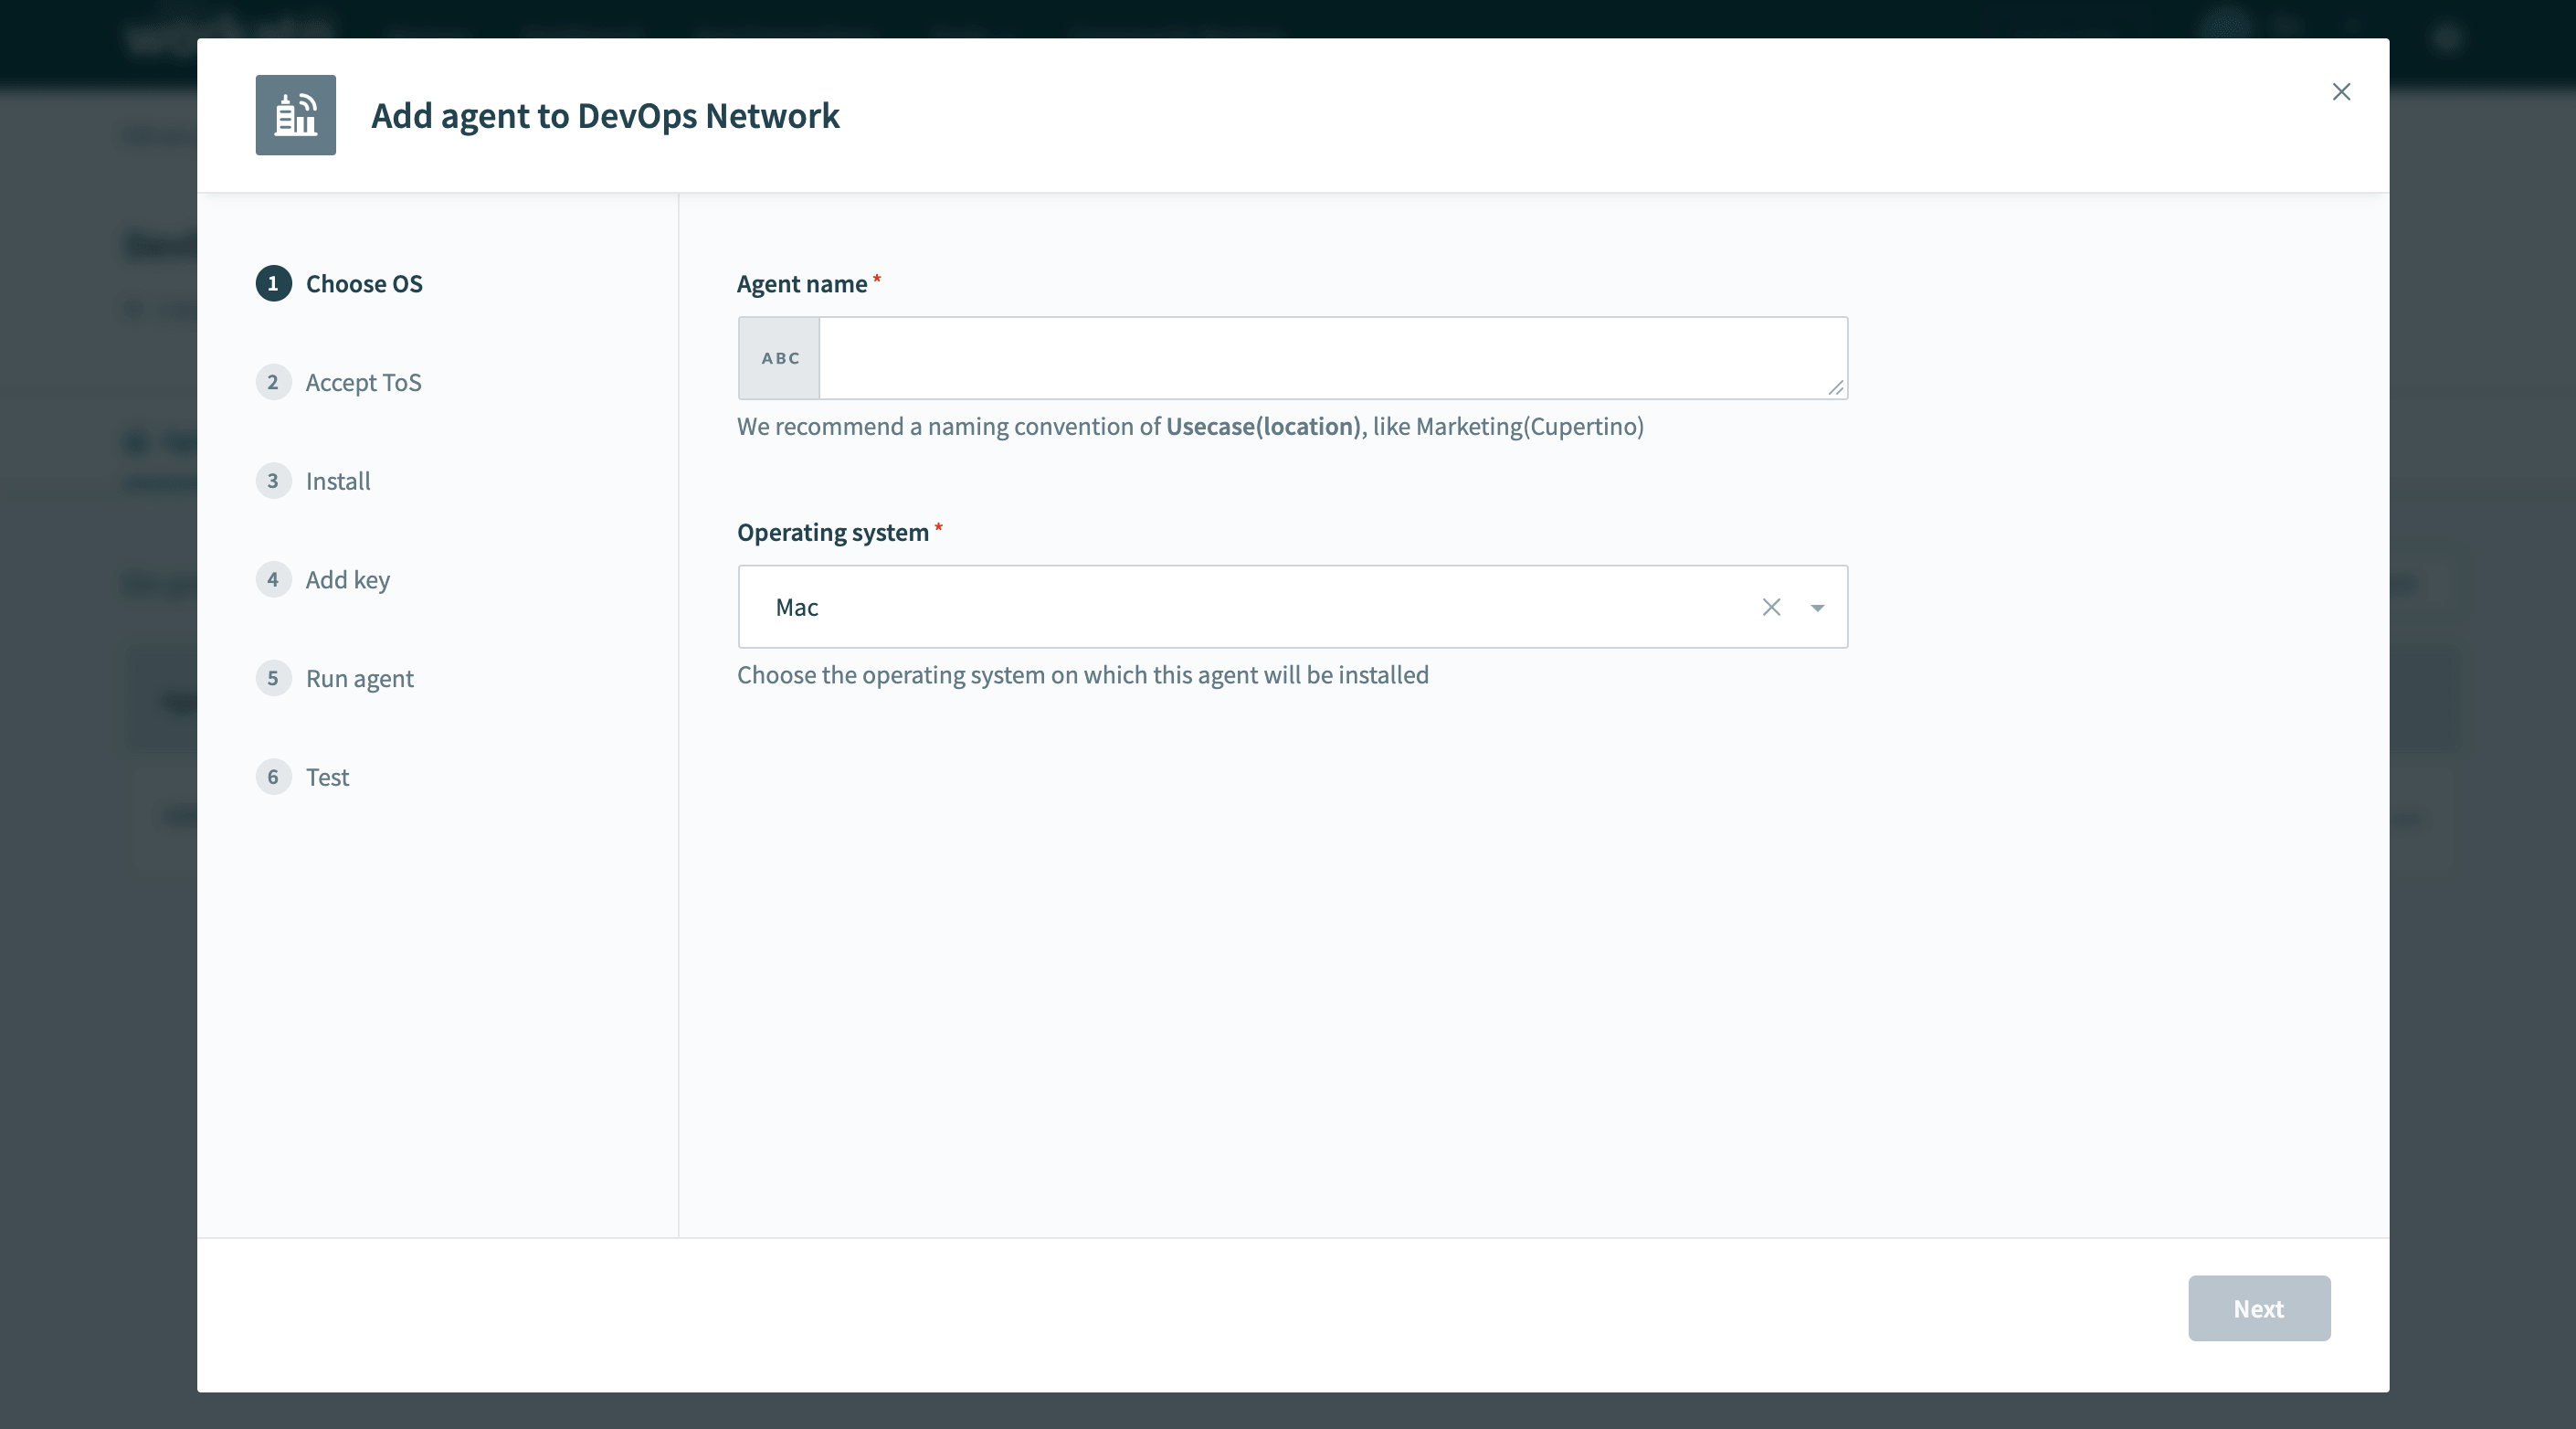 Add agent to DevOps Network
1 Choose OS
2 Accept ToS
3 Install
4 Add key
5 Run agent
6 Test
Agent name *
ABC
We recommend a naming convention of Usecase(location), like Marketing(Cupertino)
Operating system *
Mac
Choose the operating system on which this agent will be installed
Next